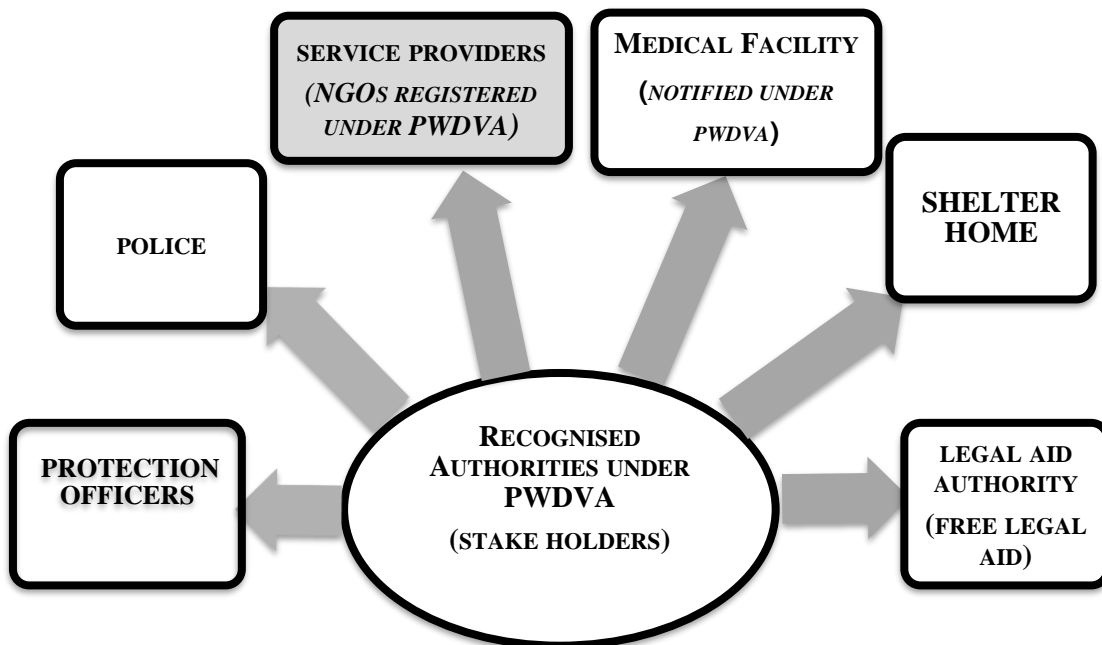 SERVICE PROVIDERS
(NGOS REGISTERED
UNDER PWDVA)
MEDICAL FACILITY
(NOTIFIED UNDER
PWDVA)
POLICE
SHELTER
HOME
PROTECTION
OFFICERS
RECOGNISED
AUTHORITIES UNDER
PWDVA
(STAKE HOLDERS)
LEGAL AID
AUTHORITY
(FREE LEGAL
AID)